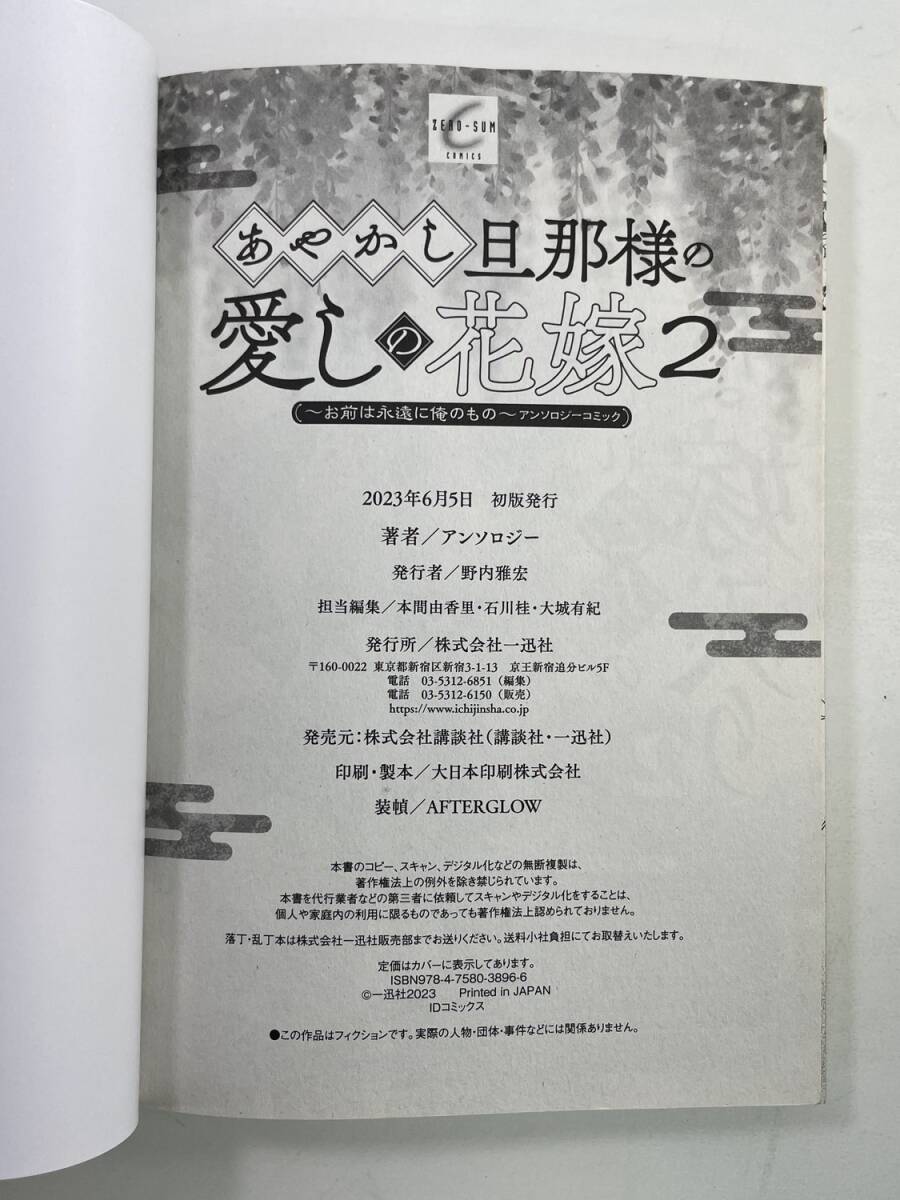 ZERO-SUM
COMICS
あやかし旦那様の
愛しの花嫁2
(～お前は永遠に俺のもの～アンソロジーコミック)
2023年6月5日 初版発行
著者／アンソロジー
発行者／野内雅宏
担当編集／本間由香里・石川桂・大城有紀
発行所／株式会社一迅社
〒160-0022 東京都新宿区新宿3-1-13 京王新宿追分ビル5F
電話 03-5312-6851（編集）
電話 03-5312-6150（販売）
https://www.ichijinsha.co.jp
発売元：株式会社講談社（講談社・一迅社）
印刷・製本／大日本印刷株式会社
装幀／AFTERGLOW
本書のコピー、スキャン、デジタル化などの無断複製は、
著作権法上の例外を除き禁じられています。
本書を代行業者などの第三者に依頼してスキャンやデジタル化をすることは、
個人や家庭内の利用に限るものであっても著作権法上認められておりません。
落丁・乱丁本は株式会社一迅社販売部までお送りください。送料小社負担にてお取替えいたします。
定価はカバーに表示してあります。
ISBN978-4-7580-3896-6
©一迅社2023 Printed in JAPAN
IDコミックス
●この作品はフィクションです。実際の人物・団体・事件などには関係ありません。